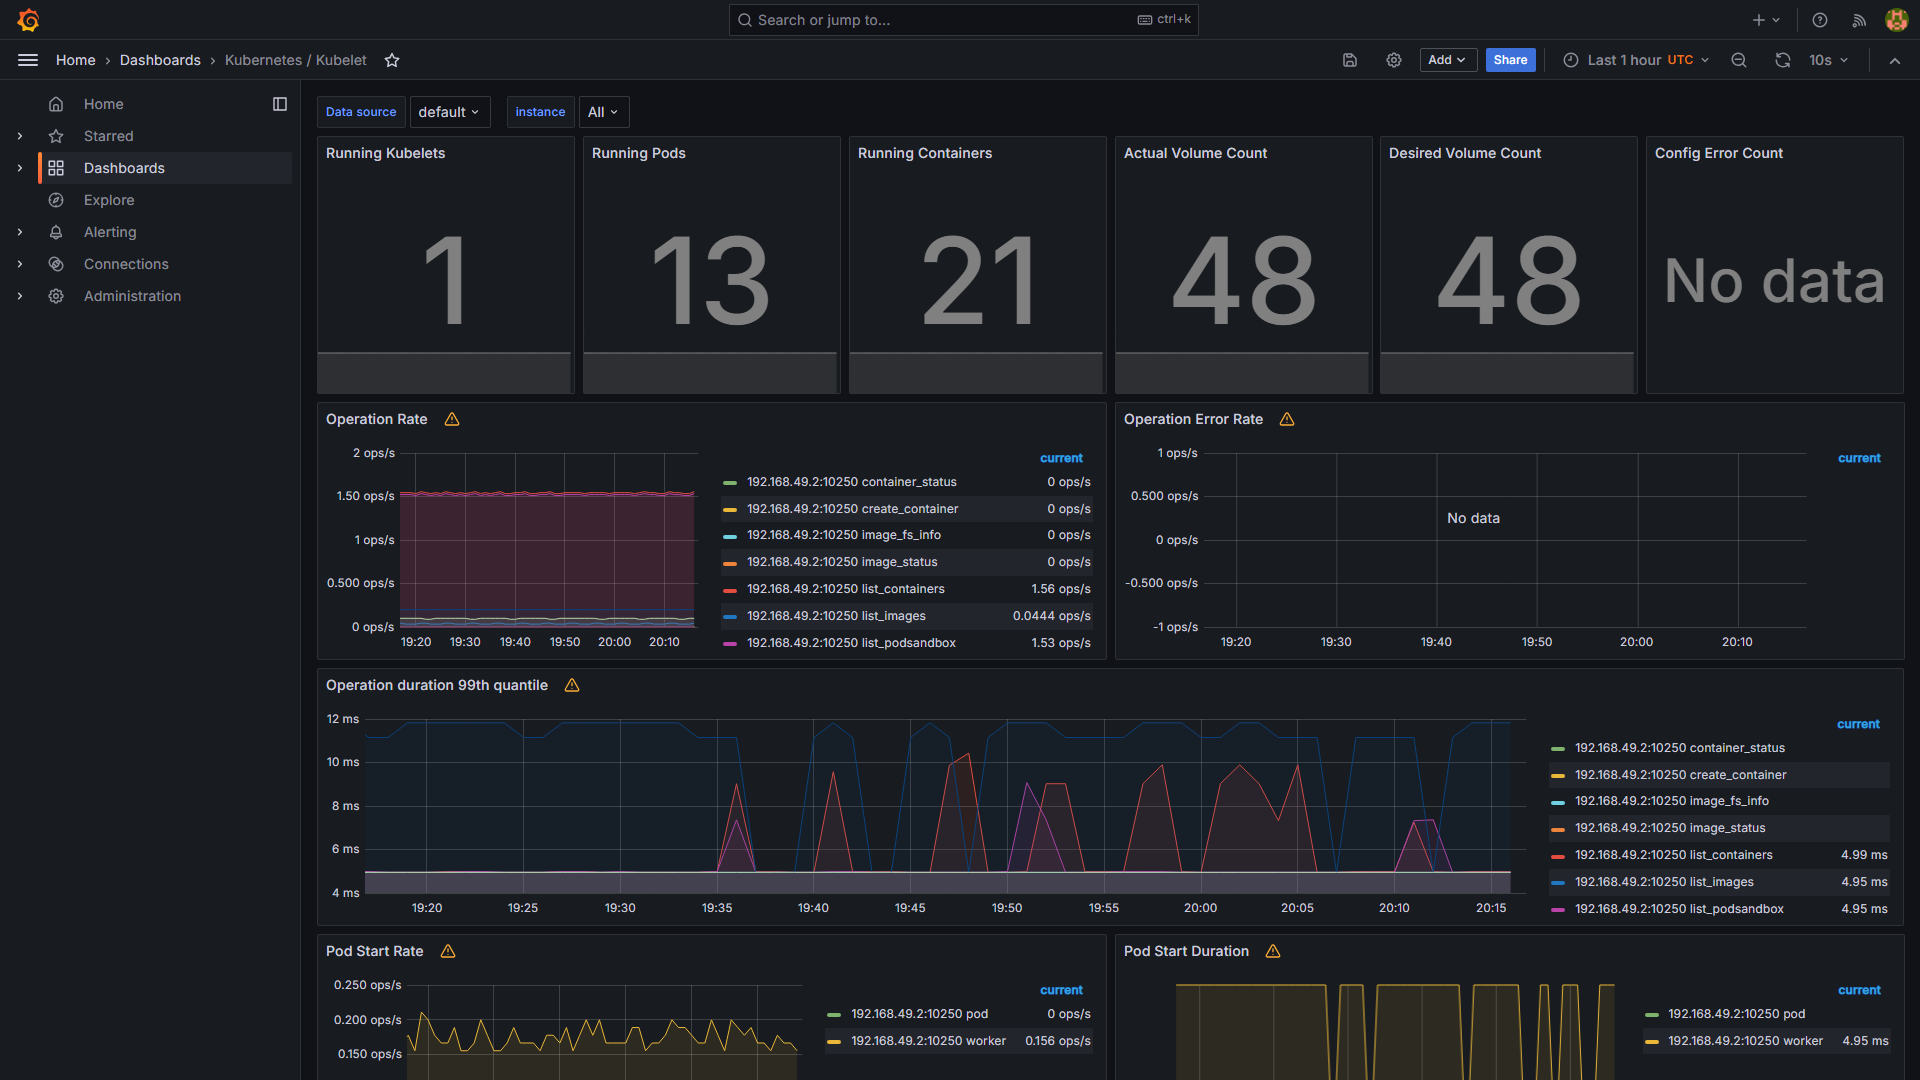 Search or jump to...
ctrl+k
Home › Dashboards › Kubernetes / Kubelet
Add
Share
Last 1 hour UTC
10s
Home
Starred
Dashboards
Explore
Alerting
Connections
Administration
Data source
default
instance
All
Running Kubelets
1
Running Pods
13
Running Containers
21
Actual Volume Count
48
Desired Volume Count
48
Config Error Count
No data
Operation Rate
2 ops/s
1.50 ops/s
1 ops/s
0.500 ops/s
0 ops/s
19:20 19:30 19:40 19:50 20:00 20:10
current
192.168.49.2:10250 container_status 0 ops/s
192.168.49.2:10250 create_container 0 ops/s
192.168.49.2:10250 image_fs_info 0 ops/s
192.168.49.2:10250 image_status 0 ops/s
192.168.49.2:10250 list_containers 1.56 ops/s
192.168.49.2:10250 list_images 0.0444 ops/s
192.168.49.2:10250 list_podsandbox 1.53 ops/s
Operation Error Rate
1 ops/s
0.500 ops/s
0 ops/s
-0.500 ops/s
-1 ops/s
No data
19:20 19:30 19:40 19:50 20:00 20:10
current
Operation duration 99th quantile
12 ms
10 ms
8 ms
6 ms
4 ms
19:20 19:25 19:30 19:35 19:40 19:45 19:50 19:55 20:00 20:05 20:10 20:15
current
192.168.49.2:10250 container_status
192.168.49.2:10250 create_container
192.168.49.2:10250 image_fs_info
192.168.49.2:10250 image_status
192.168.49.2:10250 list_containers 4.99 ms
192.168.49.2:10250 list_images 4.95 ms
192.168.49.2:10250 list_podsandbox 4.95 ms
Pod Start Rate
0.250 ops/s
0.200 ops/s
0.150 ops/s
current
192.168.49.2:10250 pod 0 ops/s
192.168.49.2:10250 worker 0.156 ops/s
Pod Start Duration
current
192.168.49.2:10250 pod
192.168.49.2:10250 worker 4.95 ms